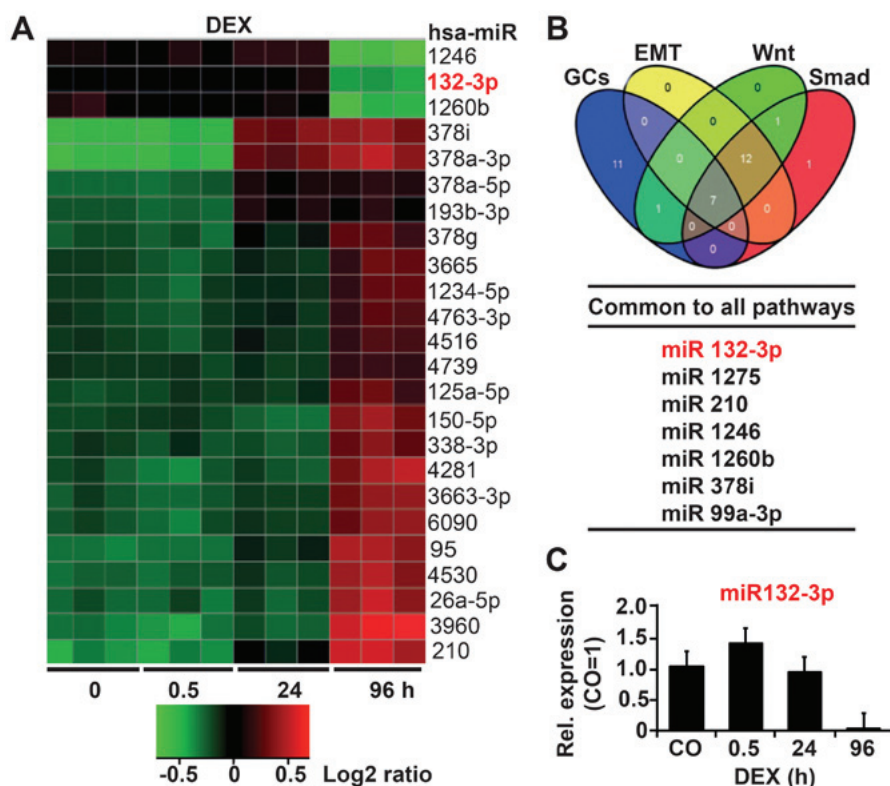 A
DEX
hsa-miR
1246
132-3p
1260b
378i
378a-3p
378a-5p
193b-3p
378g
3665
1234-5p
4763-3p
4516
4739
125a-5p
150-5p
338-3p
4281
3663-3p
6090
95
4530
26a-5p
3960
210
0 0.5 24 96 h
-0.5 0 0.5 Log2 ratio
B
EMT Wnt
GCs Smad
0 0
0 0 1
11 0 12 1
7
1 0
0 0
0
Common to all pathways
miR 132-3p
miR 1275
miR 210
miR 1246
miR 1260b
miR 378i
miR 99a-3p
C
miR132-3p
Rel. expression
(CO=1)
2.0
1.5
1.0
0.5
0
CO 0.5 24 96
DEX (h)